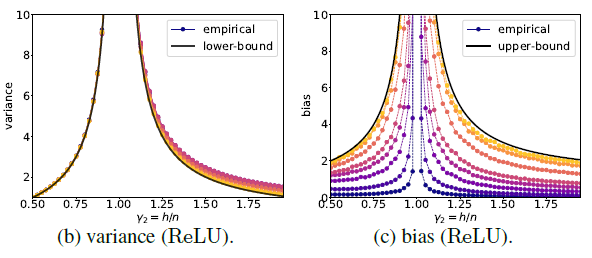 10
8
6
4
2
variance
empirical
lower-bound
0.50 0.75 1.00 1.25 1.50 1.75
γ₂ = h/n
(b) variance (ReLU).
10
8
6
4
2
0
bias
empirical
upper-bound
0.50 0.75 1.00 1.25 1.50 1.75
γ₂ = h/n
(c) bias (ReLU).